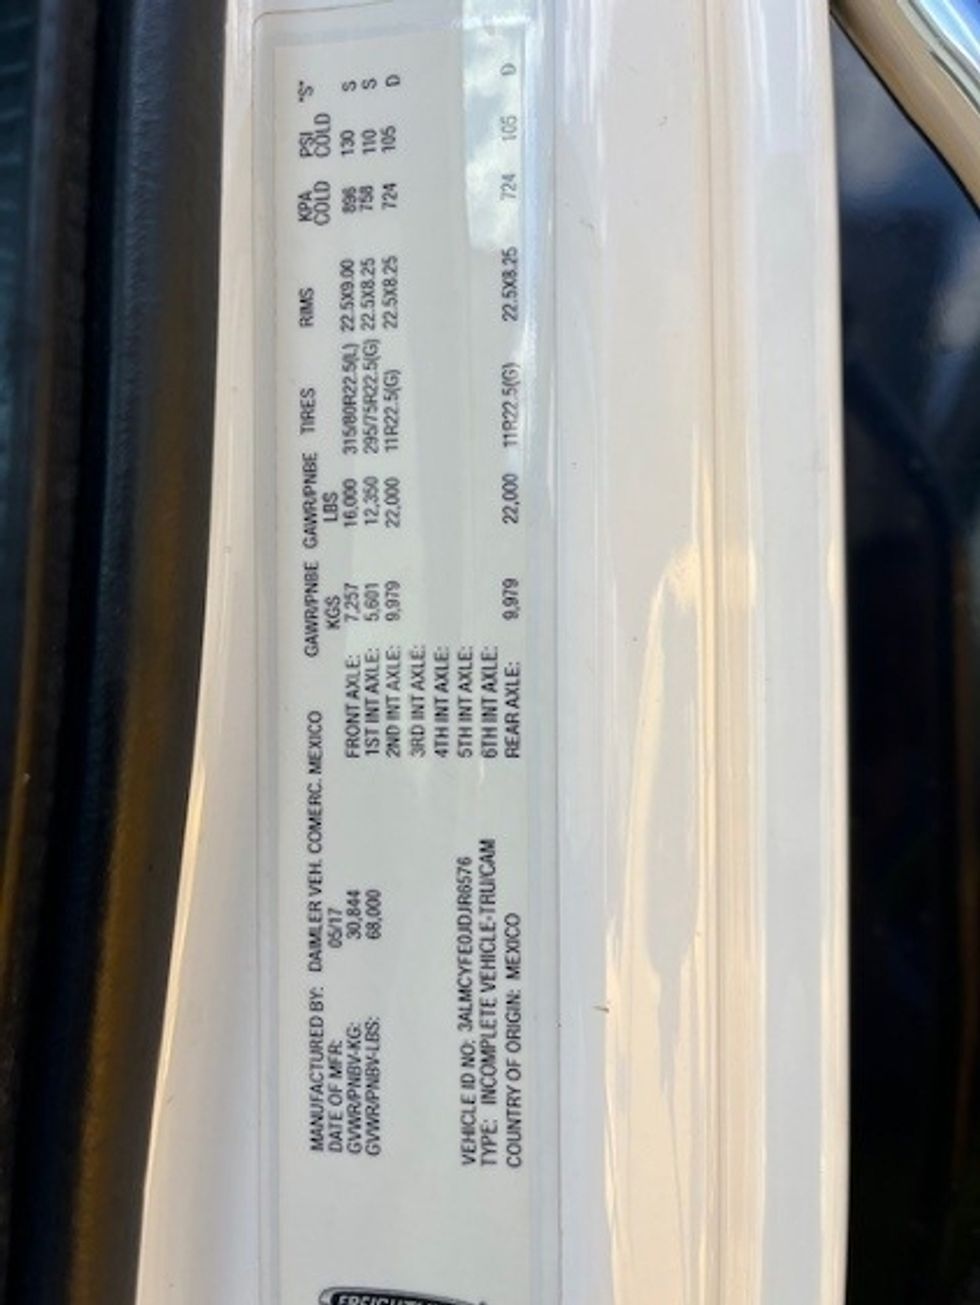 MANUFACTURED BY: DAIMLER VEH. COMERC. MEXICO GAWR/PNBE GAWR/PNBE TIRES RIMS KPA PSI "S"
DATE OF MFR: 05/17 KGS LBS COLD COLD
GVWR/PNBV-KG: 30,844 FRONT AXLE: 7,257 16,000 315/80R22.5(L) 22.5X9.00 896 130 S
GVWR/PNBV-LBS: 68,000 1ST INT AXLE: 5,601 12,350 295/75R22.5(G) 22.5X8.25 758 110 S
2ND INT AXLE: 9,979 22,000 11R22.5(G) 22.5X8.25 724 105 D
3RD INT AXLE:
4TH INT AXLE:
VEHICLE ID NO: 3ALMCYFE0JDJR6576 5TH INT AXLE:
TYPE: INCOMPLETE VEHICLE-TRU/CAM 6TH INT AXLE:
COUNTRY OF ORIGIN: MEXICO REAR AXLE: 9,979 22,000 11R22.5(G) 22.5X8.25 724 105 D